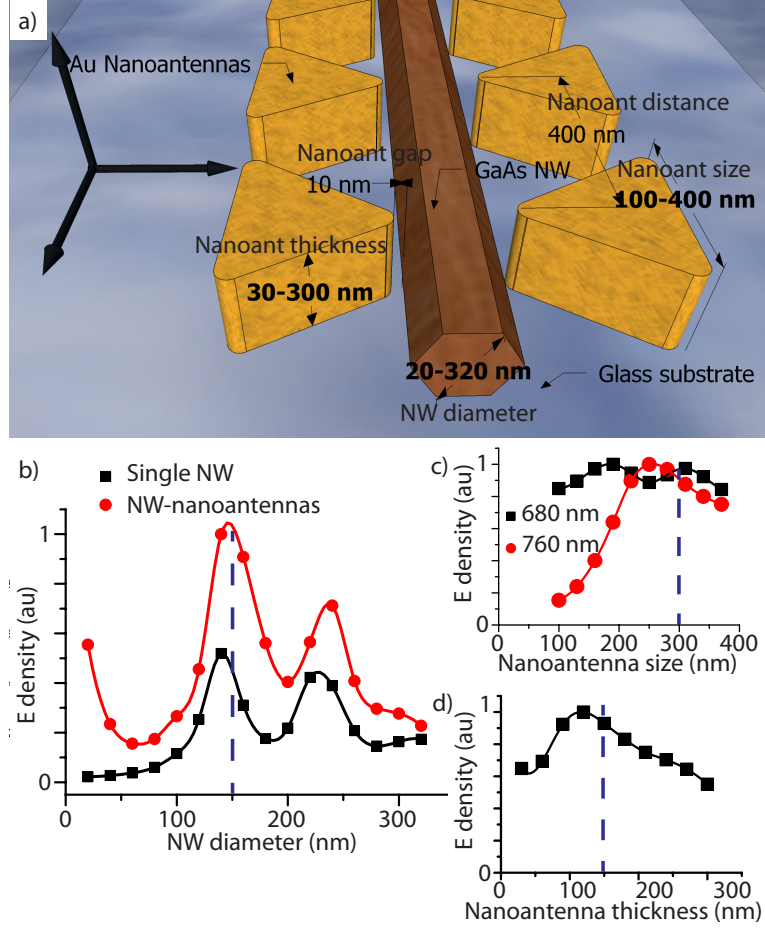 a)
Au Nanoantennas
Nanoant distance
400 nm
Nanoant gap
10 nm
GaAs NW
Nanoant size
100-400 nm
Nanoant thickness
30-300 nm
20-320 nm
NW diameter
Glass substrate
b)
Single NW
NW-nanoantennas
E density (au)
1
0
0
100
200
300
NW diameter (nm)
c)
E density (au)
1
0
680 nm
760 nm
0
100
200
300
400
Nanoantenna size (nm)
d)
E density (au)
1
0
0
100
200
300
Nanoantenna thickness (nm)